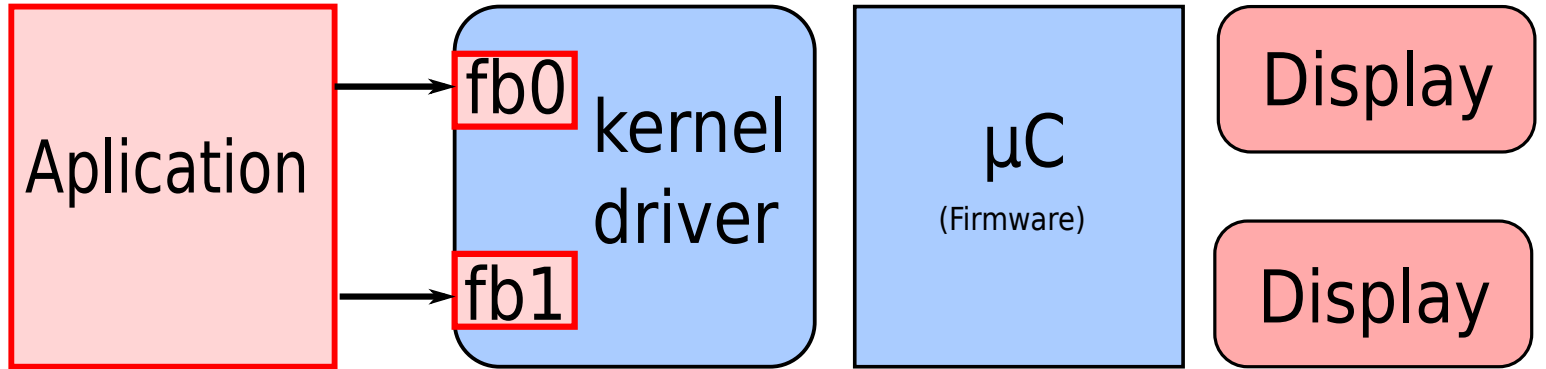 Aplication
fb0
kernel
driver
fb1
µC
(Firmware)
Display
Display